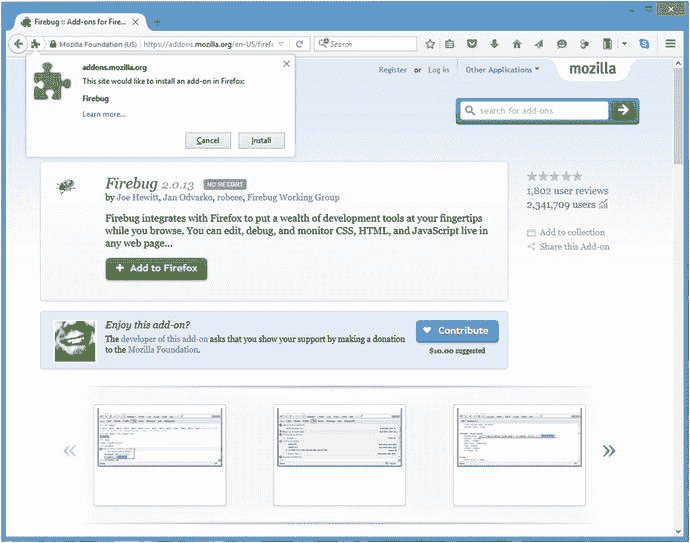 Firebug :: Add-ons for Fire...
Mozilla Foundation (US)
https://addons.mozilla.org/en-US/firef
Search
addons.mozilla.org
This site would like to install an add-on in Firefox:
Firebug
Learn more...
Cancel
Install
Register or Log in
Other Applications
mozilla
search for add-ons
Firebug 2.0.13 NO RESTART
by Joe Hewitt, Jan Odvarko, robcee, Firebug Working Group
Firebug integrates with Firefox to put a wealth of development tools at your fingertips
while you browse. You can edit, debug, and monitor CSS, HTML, and JavaScript live in
any web page...
+ Add to Firefox
1,802 user reviews
2,341,709 users
Add to collection
Share this Add-on
Enjoy this add-on?
The developer of this add-on asks that you show your support by making a donation
to the Mozilla Foundation.
Contribute
$10.00 suggested
«
»